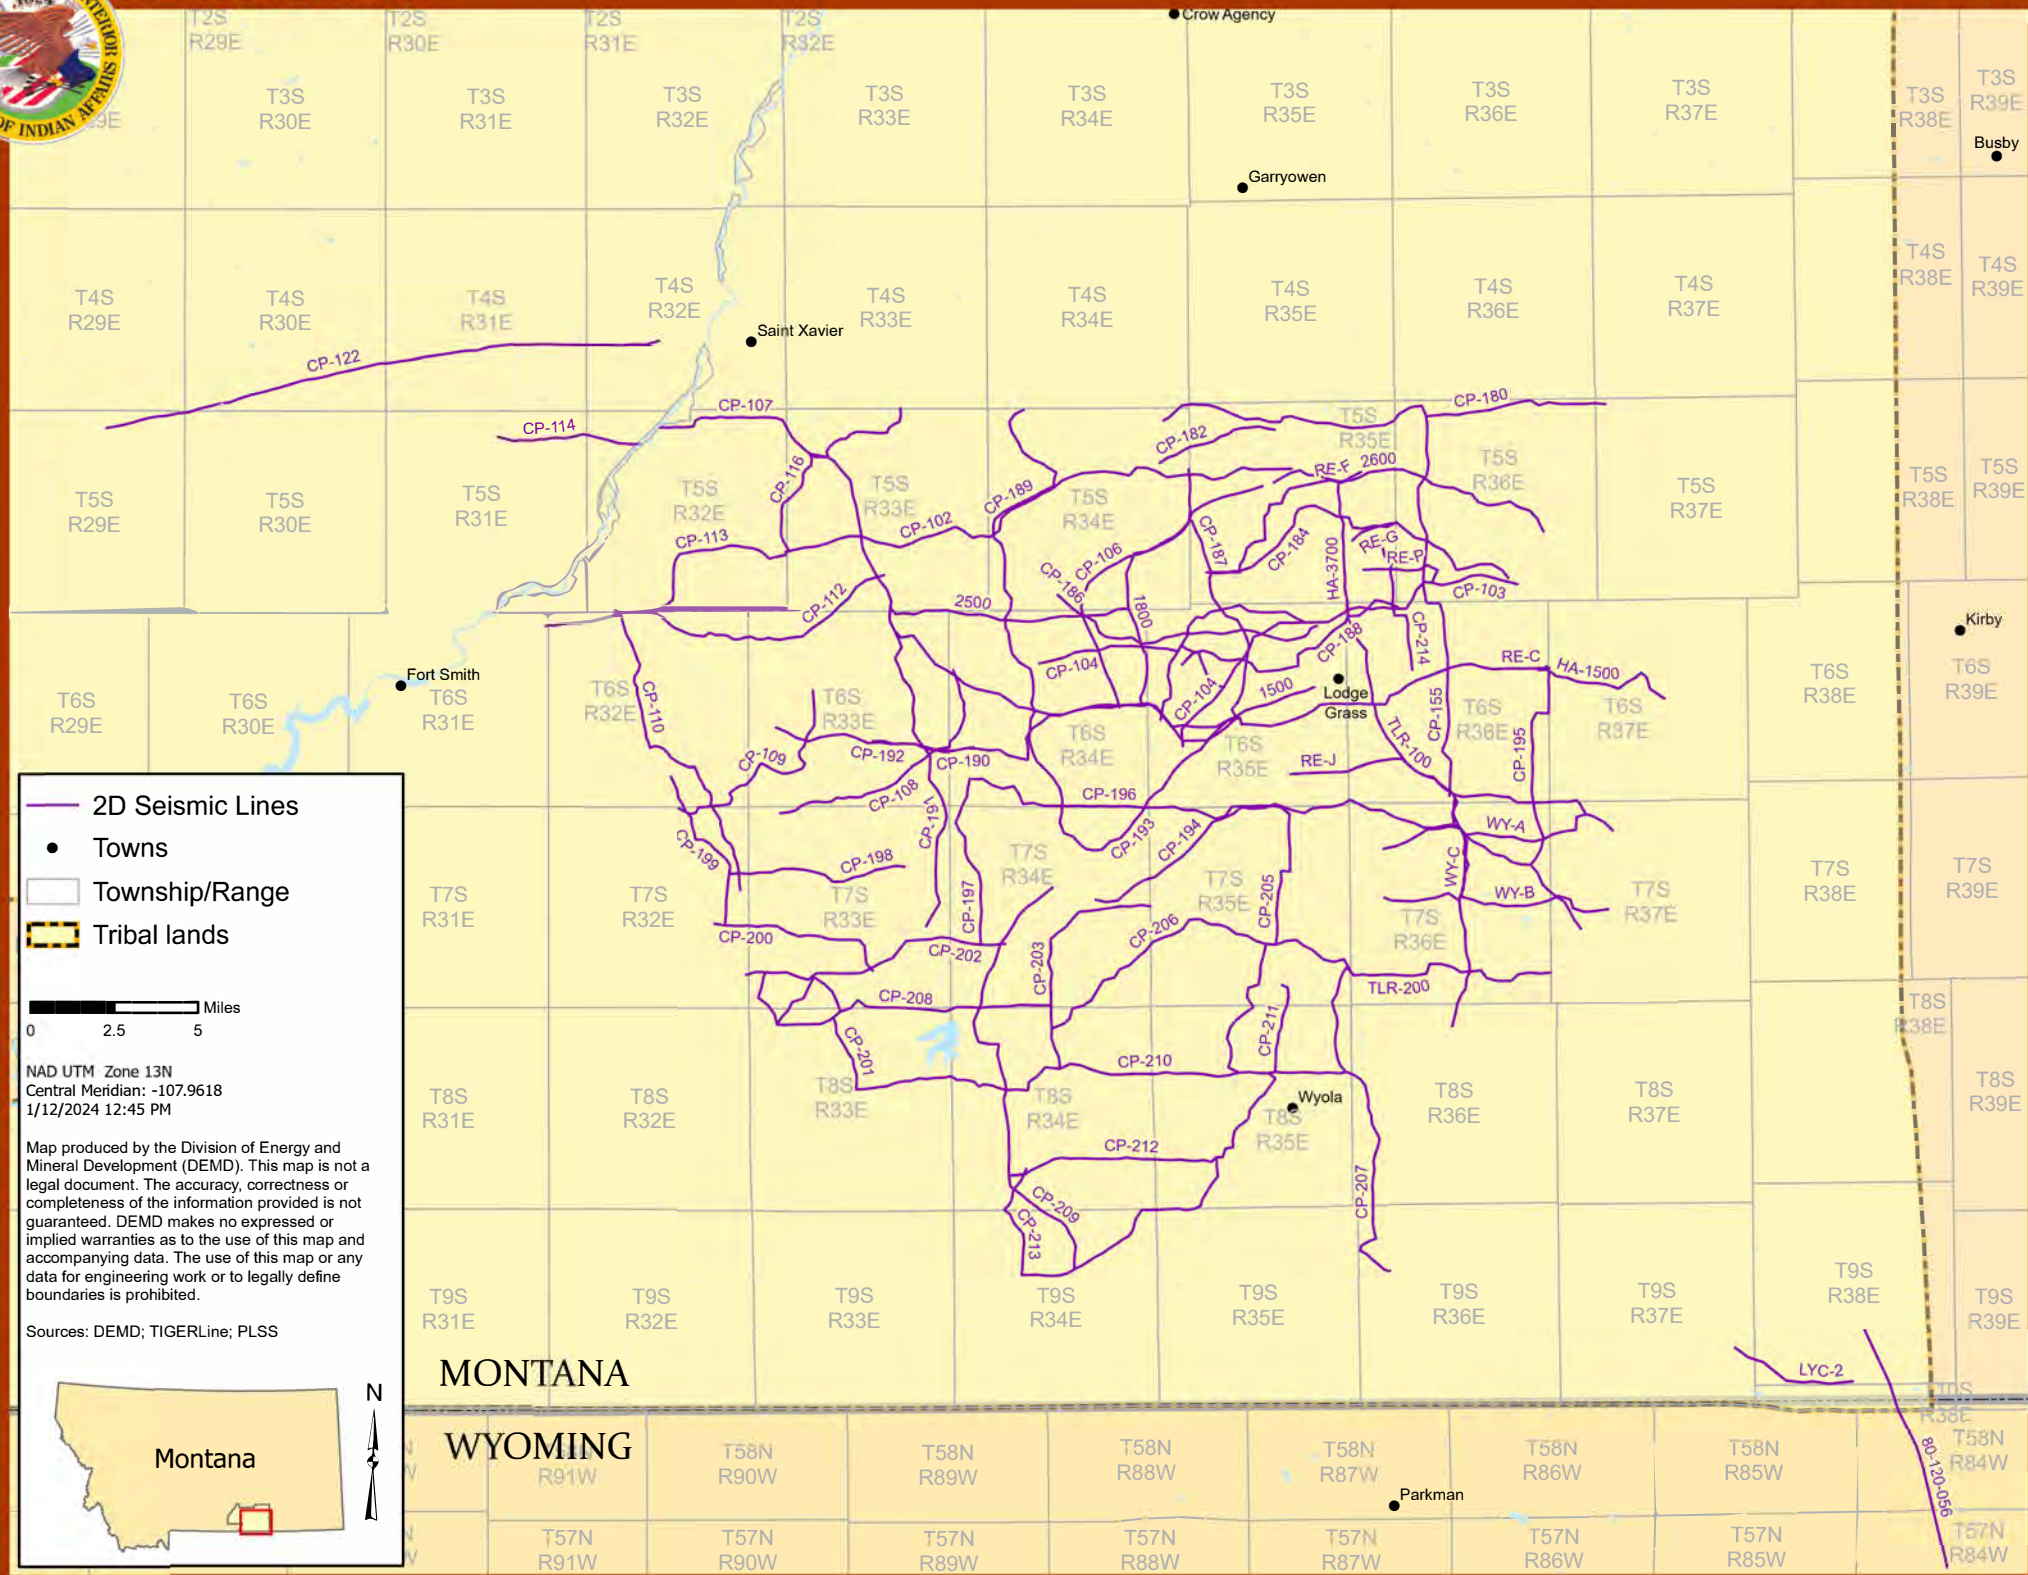 OF INDIAN AFFAIRS
T2S
R29E
T2S
R30E
T2S
R31E
T2S
R32E
Crow Agency
T3S
R30E
T3S
R31E
T3S
R32E
T3S
R33E
T3S
R34E
T3S
R35E
T3S
R36E
T3S
R37E
T3S
R38E
T3S
R39E
Busby
Garryowen
T4S
R29E
T4S
R30E
T4S
R31E
T4S
R32E
T4S
R33E
T4S
R34E
T4S
R35E
T4S
R36E
T4S
R37E
T4S
R38E
T4S
R39E
Saint Xavier
CP-122
CP-114
CP-107
CP-116
CP-180
CP-182
T5S
R29E
T5S
R30E
T5S
R31E
T5S
R32E
T5S
R33E
T5S
R34E
T5S
R35E
T5S
R36E
T5S
R37E
T5S
R38E
T5S
R39E
RE-F
2600
CP-189
CP-102
CP-113
CP-106
CP-187
CP-184
HA-3700
RE-G
RE-P
CP-103
CP-112
2500
CP-186
1800
CP-188
CP-214
Kirby
Fort Smith
T6S
R29E
T6S
R30E
T6S
R31E
T6S
R32E
T6S
R33E
T6S
R34E
T6S
R35E
T6S
R36E
T6S
R37E
T6S
R38E
T6S
R39E
CP-110
CP-104
CP-104
1500
Lodge
Grass
RE-C
HA-1500
CP-155
TLR-100
CP-195
CP-109
CP-192
CP-190
RE-J
CP-108
CP-191
CP-196
CP-193
CP-194
WY-A
CP-199
CP-198
WY-C
WY-B
T7S
R31E
T7S
R32E
T7S
R33E
T7S
R34E
T7S
R35E
T7S
R36E
T7S
R37E
T7S
R38E
T7S
R39E
CP-197
CP-205
CP-200
CP-202
CP-203
CP-206
TLR-200
CP-208
CP-201
CP-211
CP-210
Wyola
T8S
R31E
T8S
R32E
T8S
R33E
T8S
R34E
T8S
R35E
T8S
R36E
T8S
R37E
T8S
R38E
T8S
R39E
CP-212
CP-207
CP-209
CP-213
T9S
R31E
T9S
R32E
T9S
R33E
T9S
R34E
T9S
R35E
T9S
R36E
T9S
R37E
T9S
R38E
T9S
R39E
LYC-2
R38E
80-120-056
MONTANA
WYOMING
R91W
T58N
R90W
T58N
R89W
T58N
R88W
T58N
R87W
T58N
R86W
T58N
R85W
T58N
R84W
Parkman
T57N
R91W
T57N
R90W
T57N
R89W
T57N
R88W
T57N
R87W
T57N
R86W
T57N
R85W
T57N
R84W
2D Seismic Lines
Towns
Township/Range
Tribal lands
Miles
0 2.5 5
NAD UTM Zone 13N
Central Meridian: -107.9618
1/12/2024 12:45 PM
Map produced by the Division of Energy and
Mineral Development (DEMD). This map is not a
legal document. The accuracy, correctness or
completeness of the information provided is not
guaranteed. DEMD makes no expressed or
implied warranties as to the use of this map and
accompanying data. The use of this map or any
data for engineering work or to legally define
boundaries is prohibited.
Sources: DEMD; TIGERLine; PLSS
N
Montana